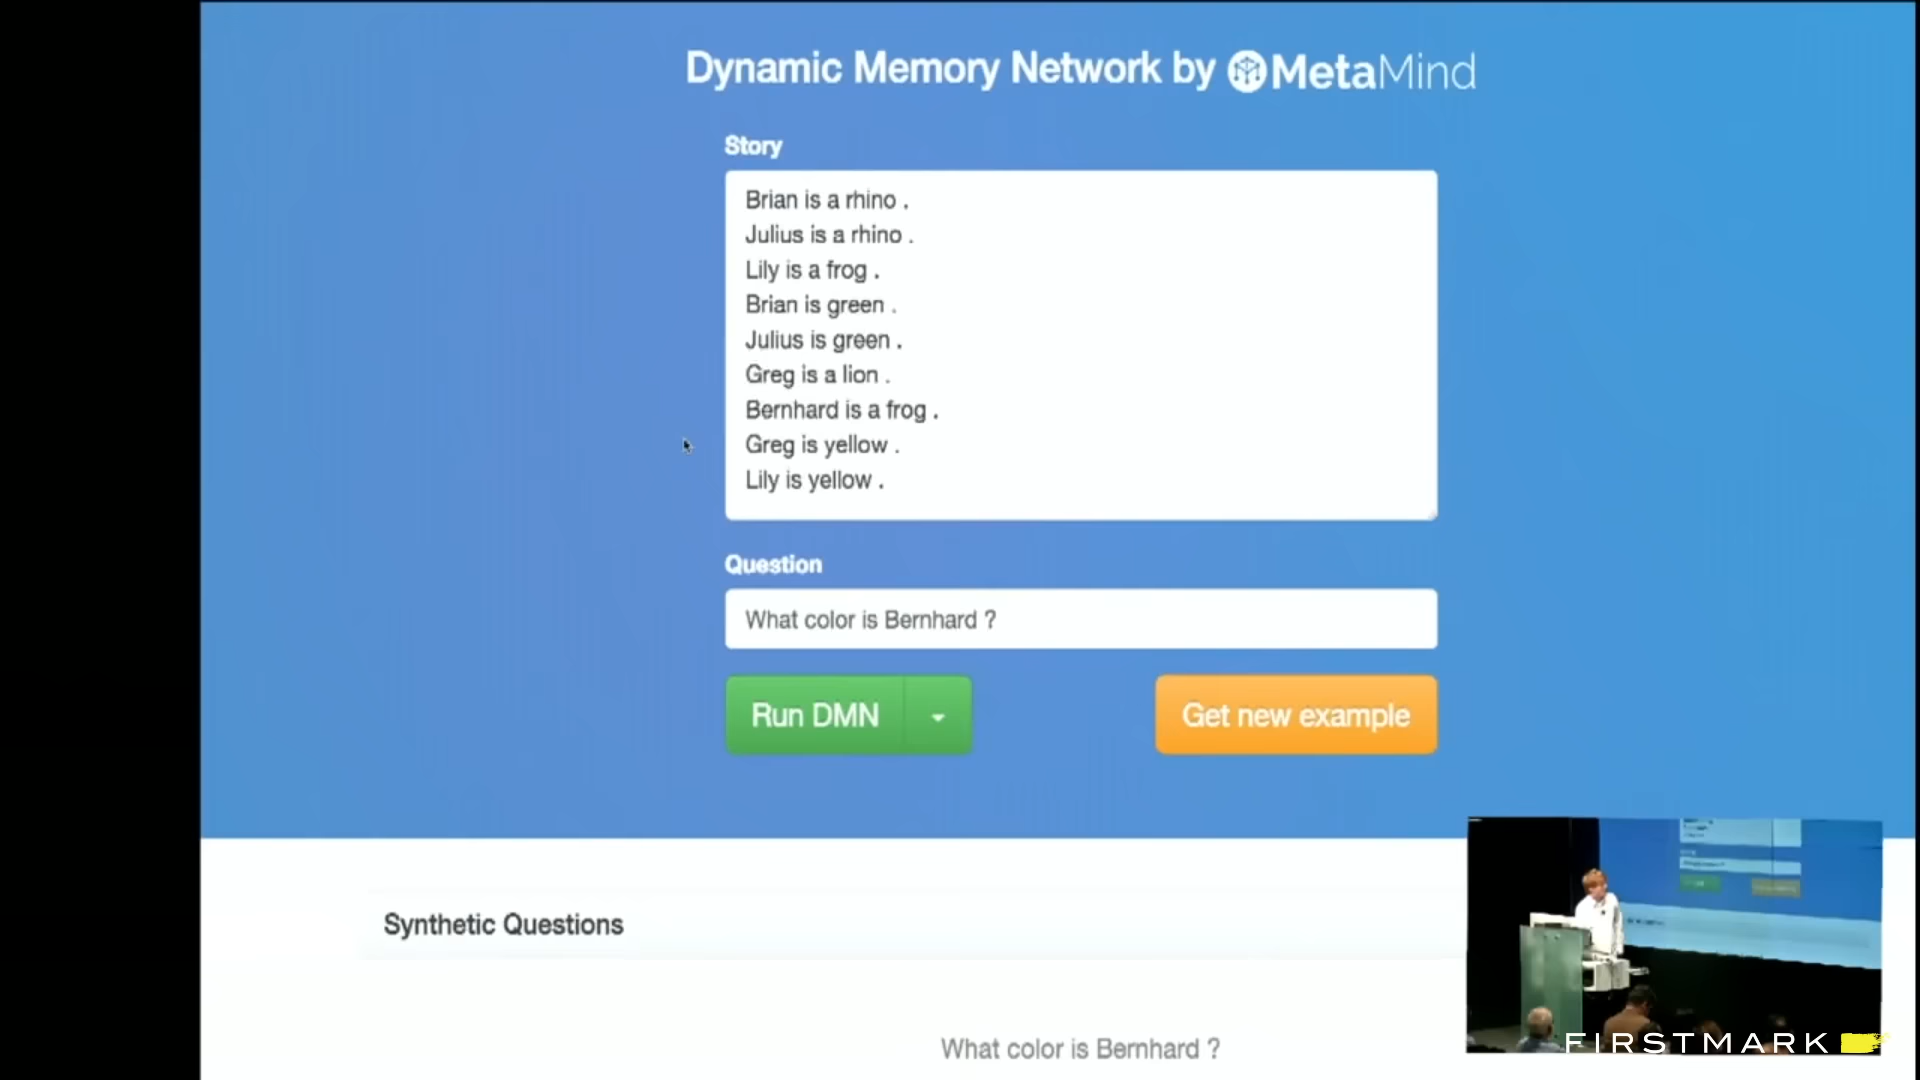 Dynamic Memory Network by MetaMind
Story
Brian is a rhino .
Julius is a rhino .
Lily is a frog .
Brian is green .
Julius is green .
Greg is a lion .
Bernhard is a frog .
Greg is yellow .
Lily is yellow .
Question
What color is Bernhard ?
Run DMN
Get new example
Synthetic Questions
What color is Bernhard ?
FIRSTMARK